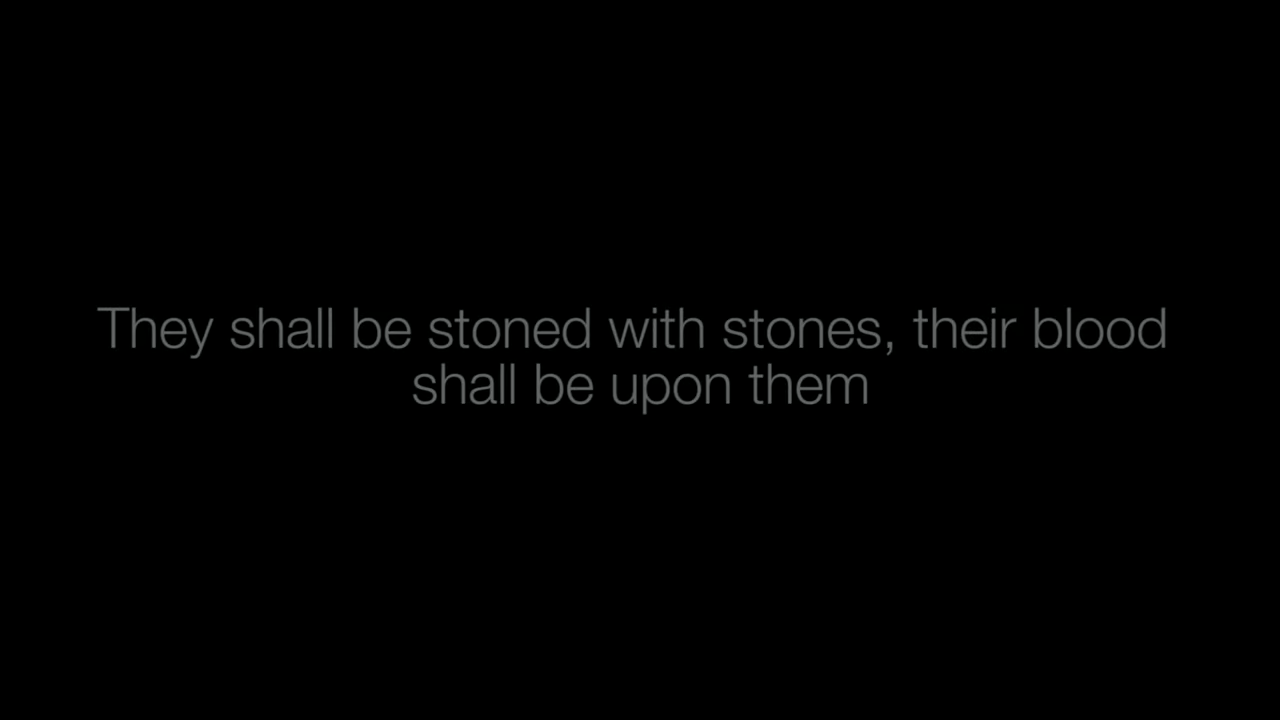 They shall be stoned with stones, their blood
shall be upon them